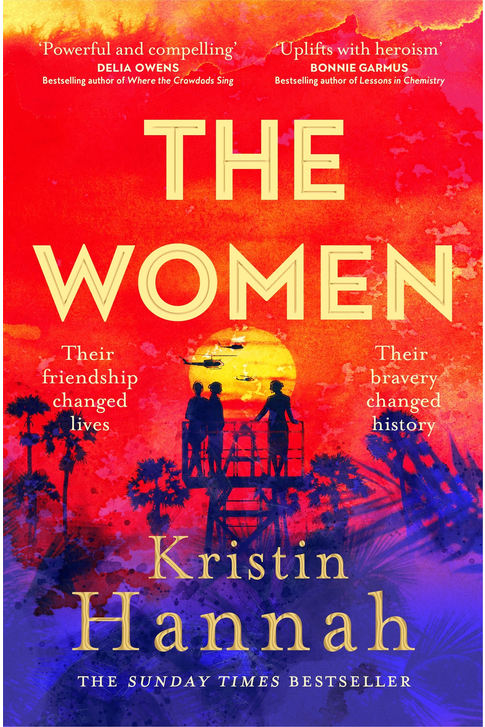 ‘Powerful and compelling’
DELIA OWENS
Bestselling author of Where the Crawdads Sing
‘Uplifts with heroism’
BONNIE GARMUS
Bestselling author of Lessons in Chemistry
THE
WOMEN
Their
friendship
changed
lives
Their
bravery
changed
history
Kristin
Hannah
THE SUNDAY TIMES BESTSELLER